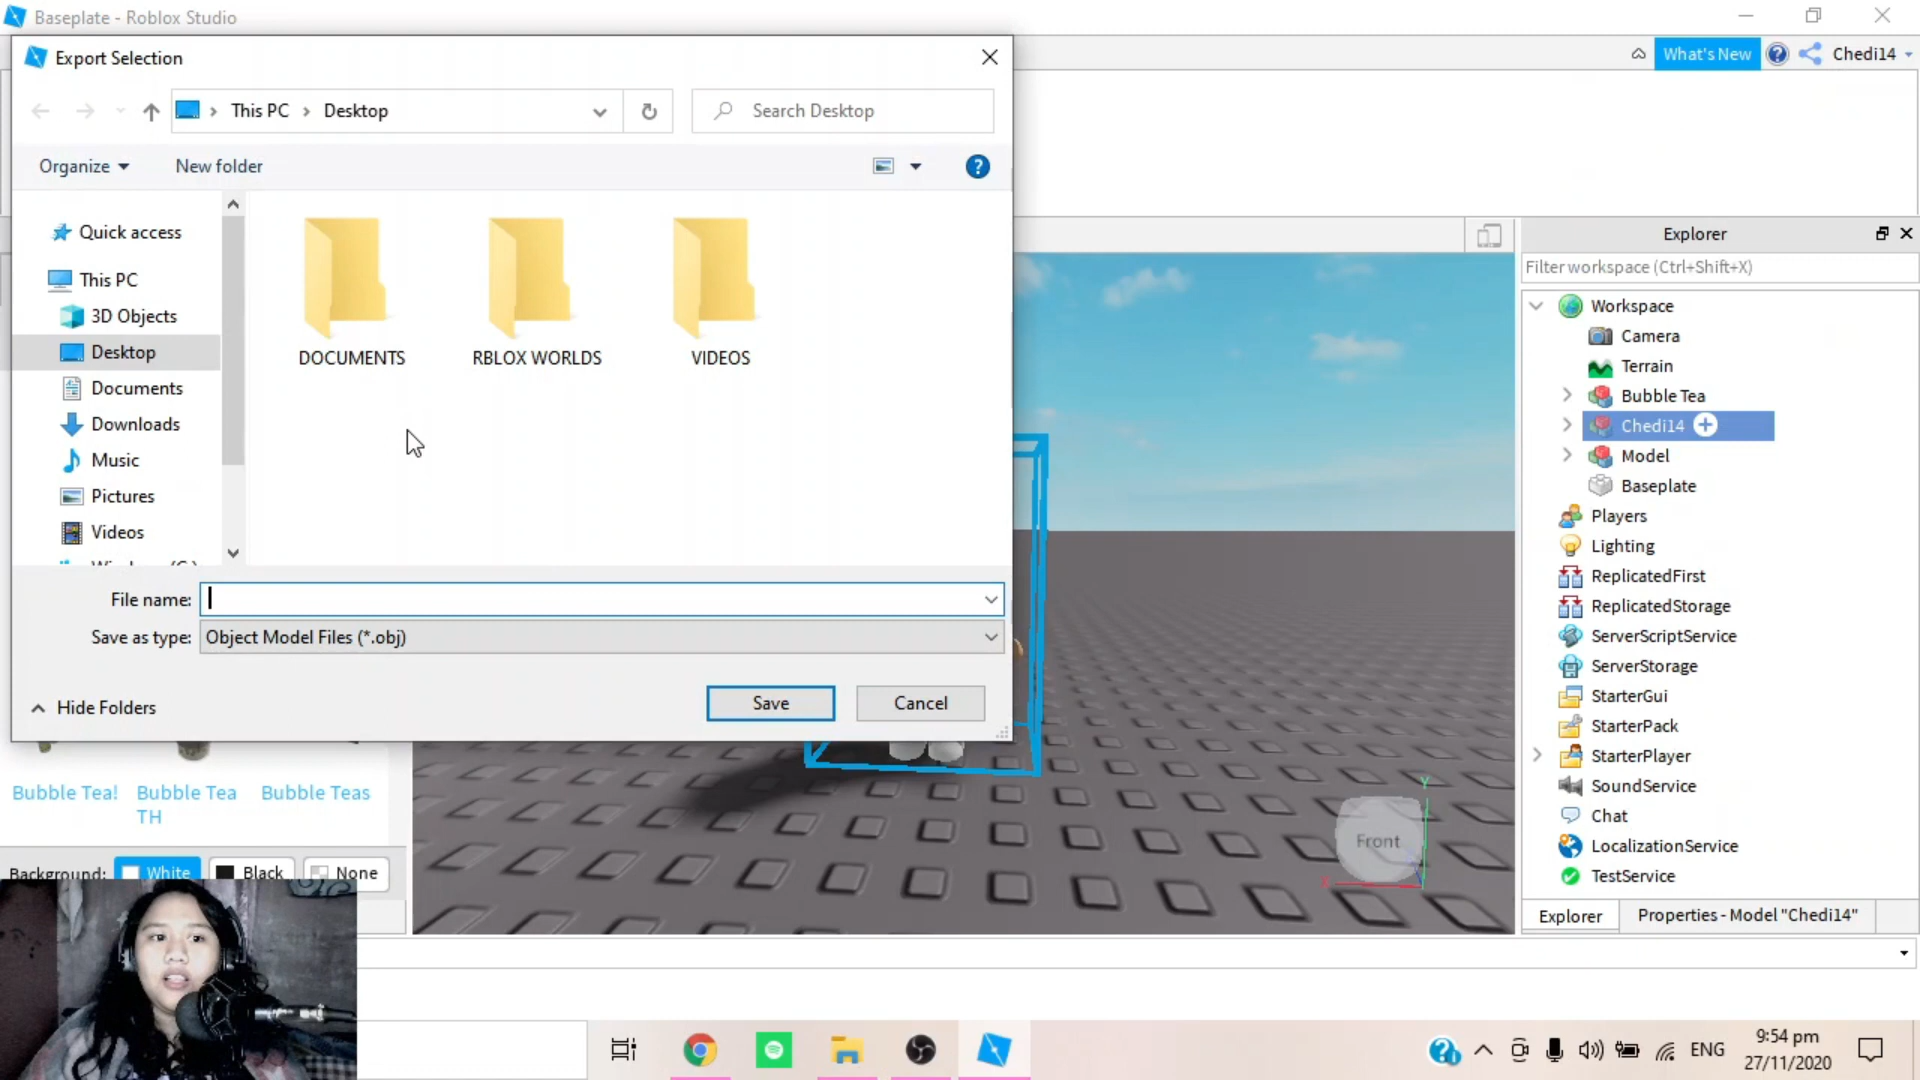 Baseplate - Roblox Studio
Export Selection
What's New
Chedi14
This PC
Desktop
Search Desktop
Organize
New folder
Quick access
This PC
3D Objects
Desktop
Documents
Downloads
Music
Pictures
Videos
DOCUMENTS
RBLOX WORLDS
VIDEOS
File name:
Save as type:
Object Model Files (*.obj)
Hide Folders
Save
Cancel
Bubble Tea!
Bubble Tea TH
Bubble Teas
Background:
White
Black
None
Front
Y
X
Explorer
Filter workspace (Ctrl+Shift+X)
Workspace
Camera
Terrain
Bubble Tea
Chedi14
Model
Baseplate
Players
Lighting
ReplicatedFirst
ReplicatedStorage
ServerScriptService
ServerStorage
StarterGui
StarterPack
StarterPlayer
SoundService
Chat
LocalizationService
TestService
Explorer
Properties - Model "Chedi14"
ENG
9:54 pm
27/11/2020